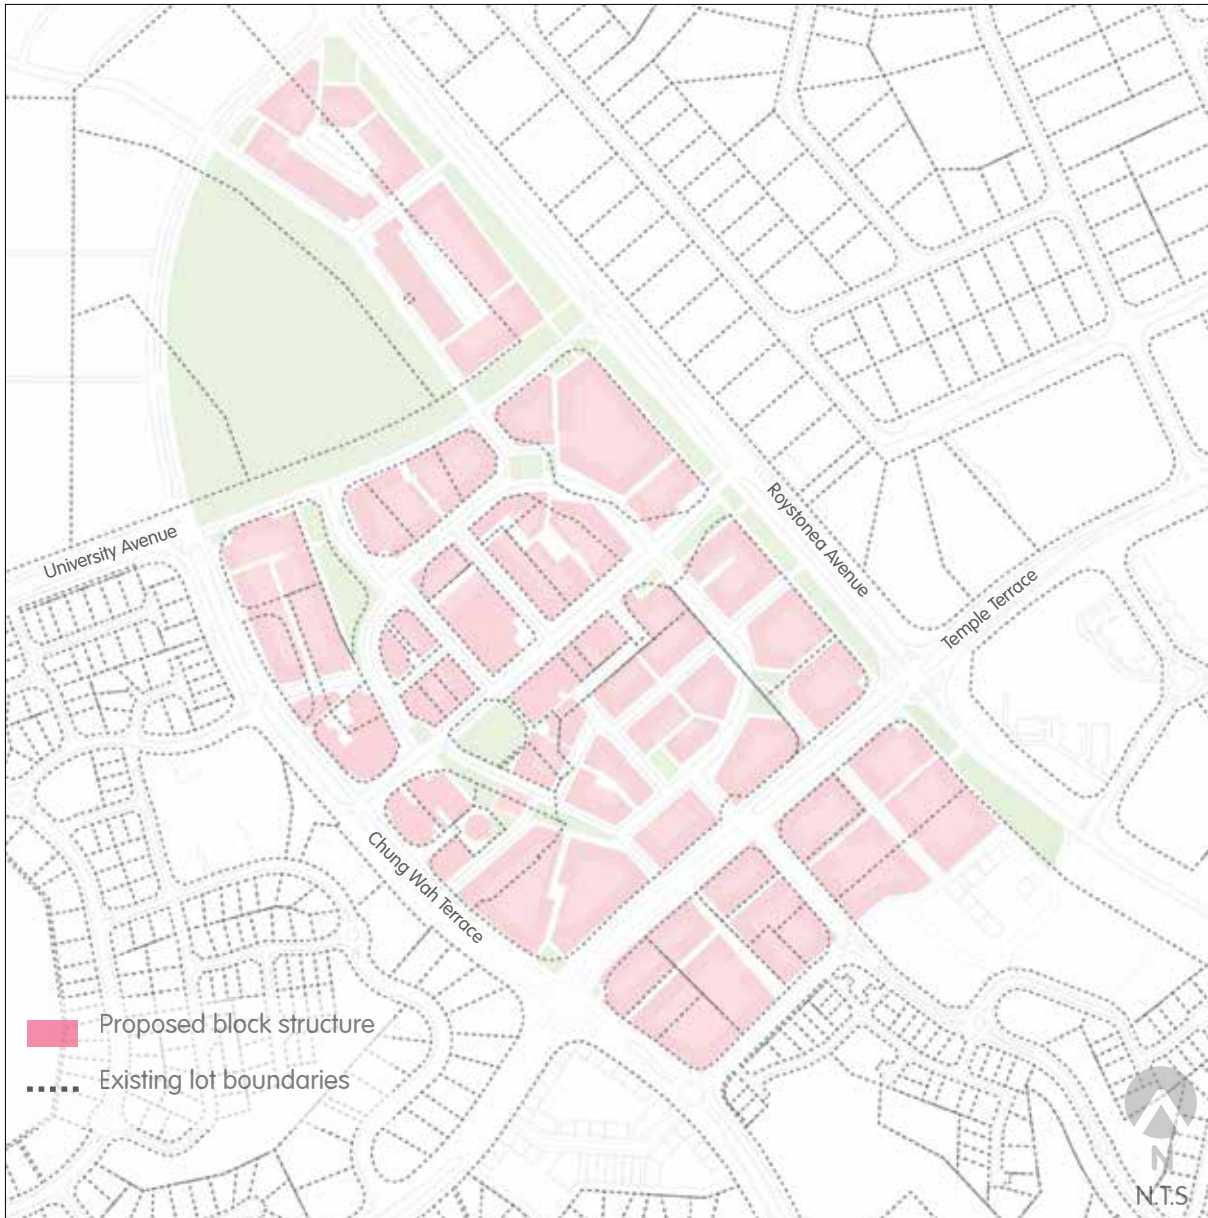 Roystonea Avenue
University Avenue
Temple Terrace
Chung Wah Terrace
Proposed block structure
Existing lot boundaries
N
N.T.S